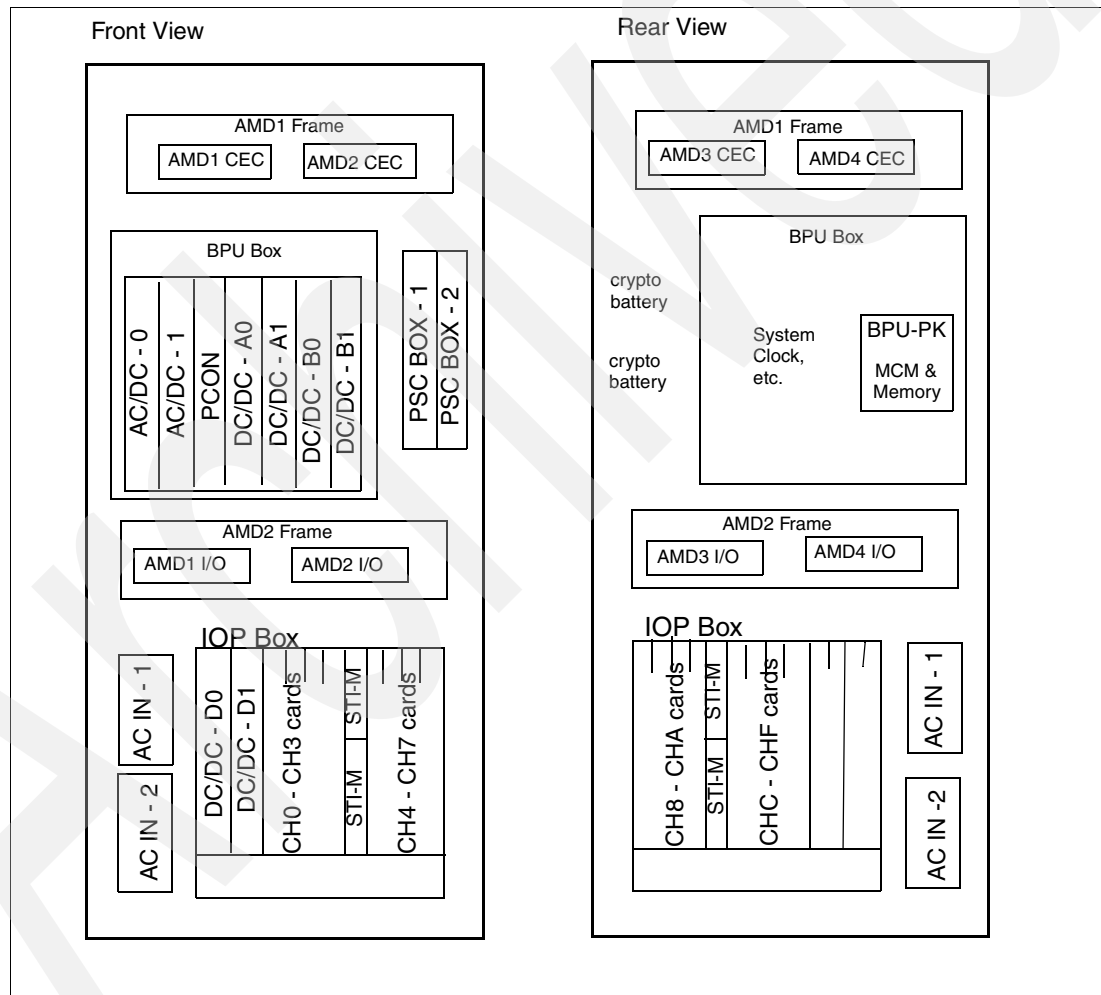 Front View
AMD1 Frame
AMD1 CEC
AMD2 CEC
BPU Box
AC/DC - 0
AC/DC - 1
PCON
DC/DC - A0
DC/DC - A1
DC/DC - B0
DC/DC - B1
PSC BOX - 1
PSC BOX - 2
AMD2 Frame
AMD1 I/O
AMD2 I/O
IOP Box
AC IN - 1
AC IN - 2
DC/DC - D0
DC/DC - D1
CH0 - CH3 cards
STI-M
STI-M
CH4 - CH7 cards
Rear View
AMD1 Frame
AMD3 CEC
AMD4 CEC
BPU Box
crypto
battery
crypto
battery
System
Clock,
etc.
BPU-PK
MCM &
Memory
AMD2 Frame
AMD3 I/O
AMD4 I/O
IOP Box
CH8 - CHA cards
STI-M
STI-M
CHC - CHF cards
AC IN - 1
AC IN -2